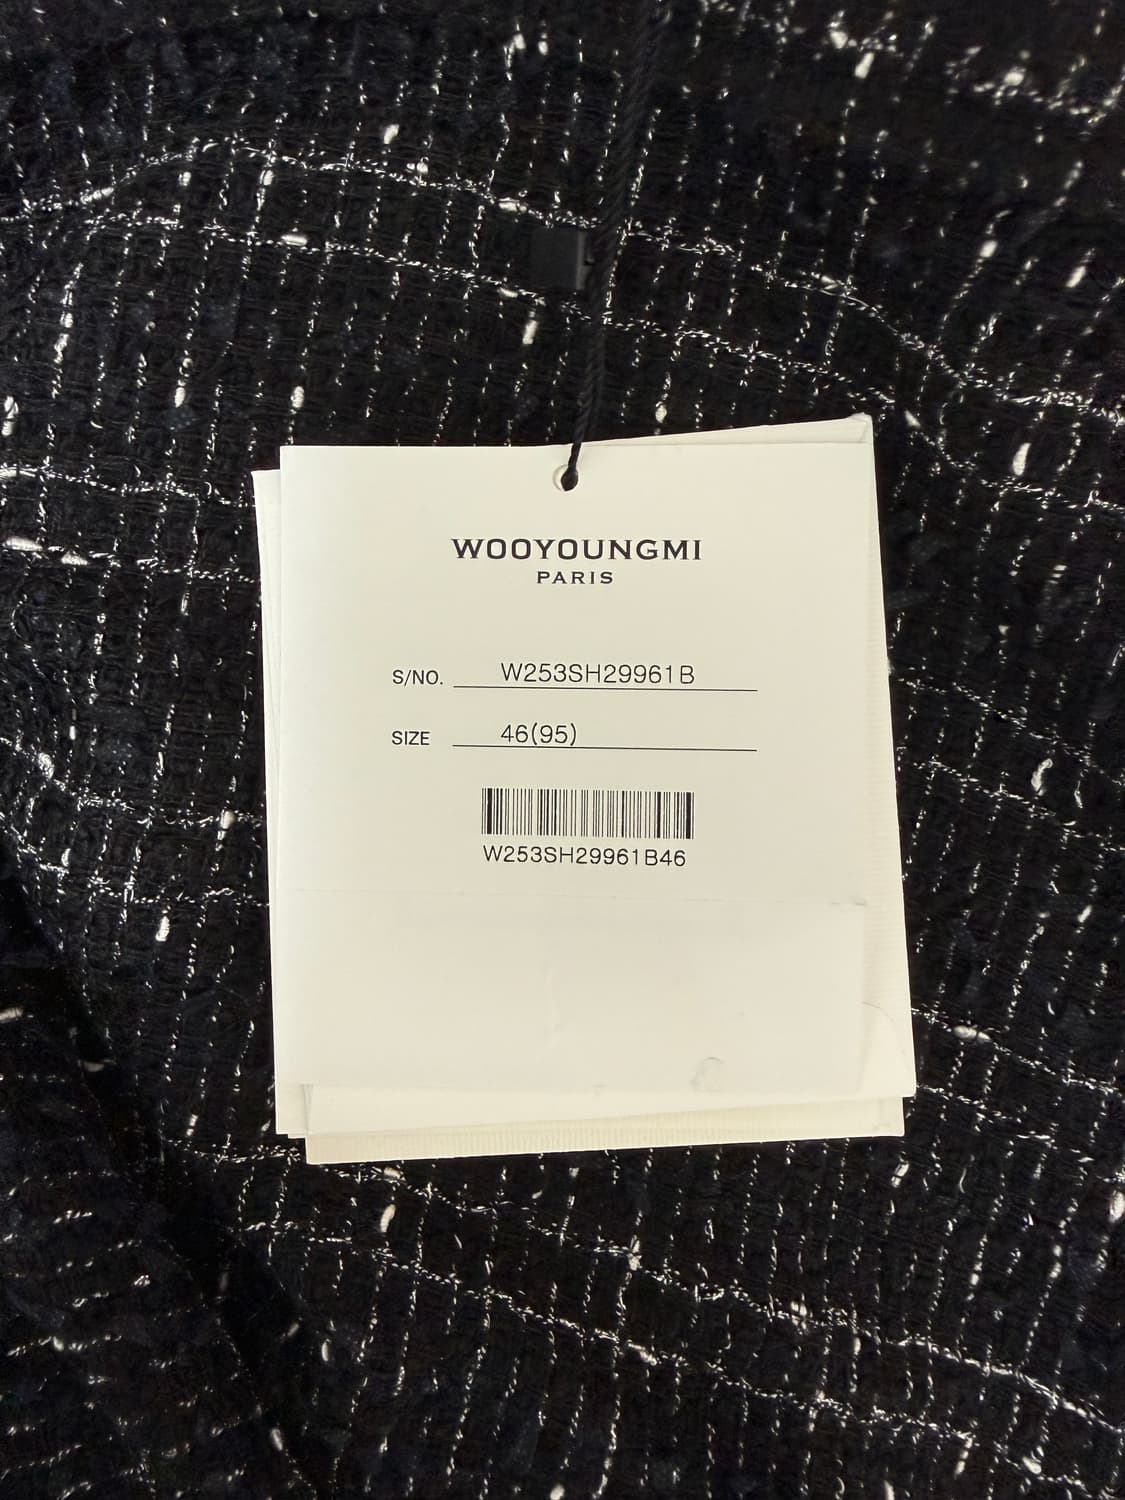 WOOYOUNGMI
PARIS
S/NO. W253SH29961B
SIZE 46(95)
W253SH29961B46